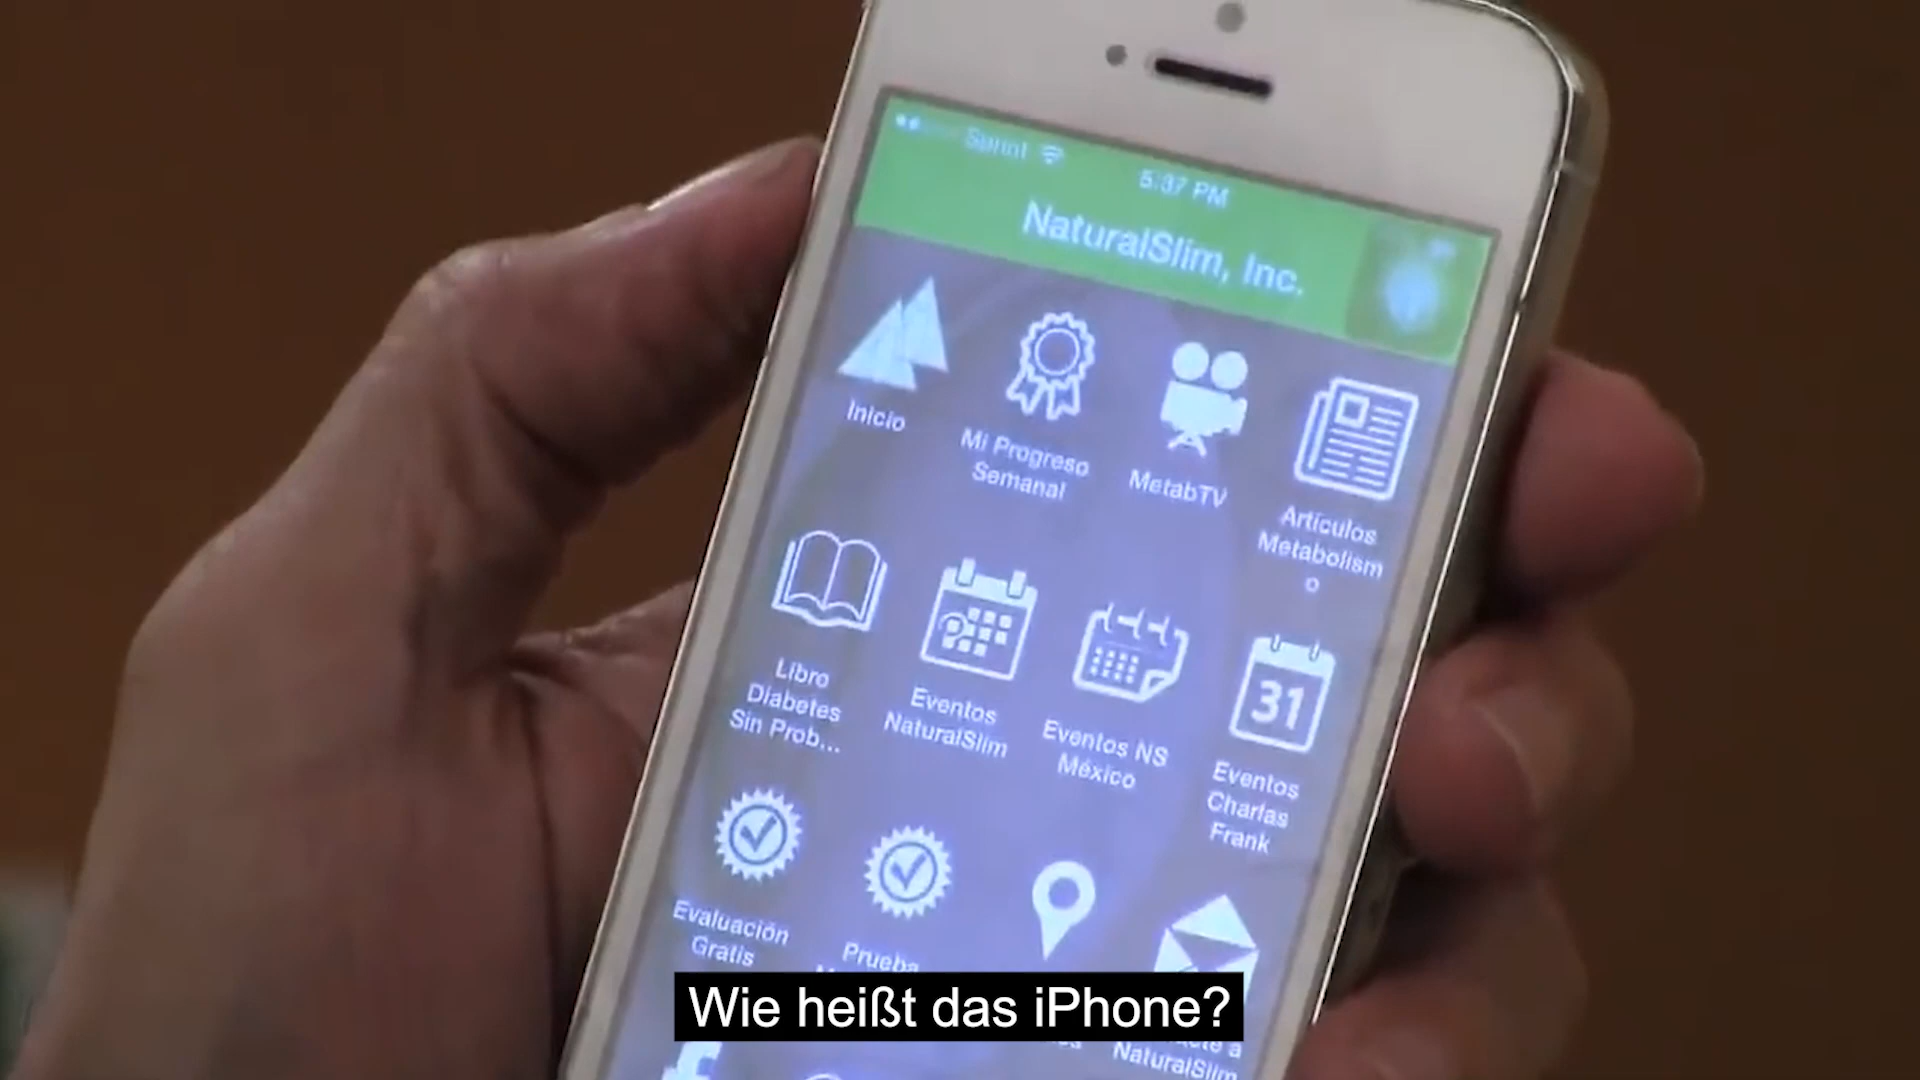 Sprint
5:37 PM
NaturalSlim, Inc.
Inicio
Mi Progreso
Semanal
MetabTV
Artículos
Metabolism
o
Libro
Diabetes
Sin Prob...
Eventos
NaturalSlim
Eventos NS
México
31
Eventos
Charlas
Frank
Evaluación
Gratis
Prueba
Wie heißt das iPhone?
NaturalSlim